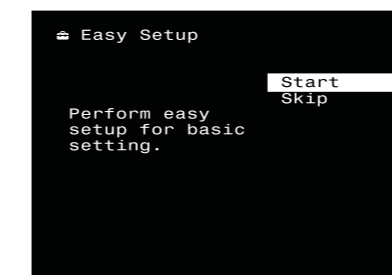 Easy Setup
Start
Skip
Perform easy
setup for basic
setting.